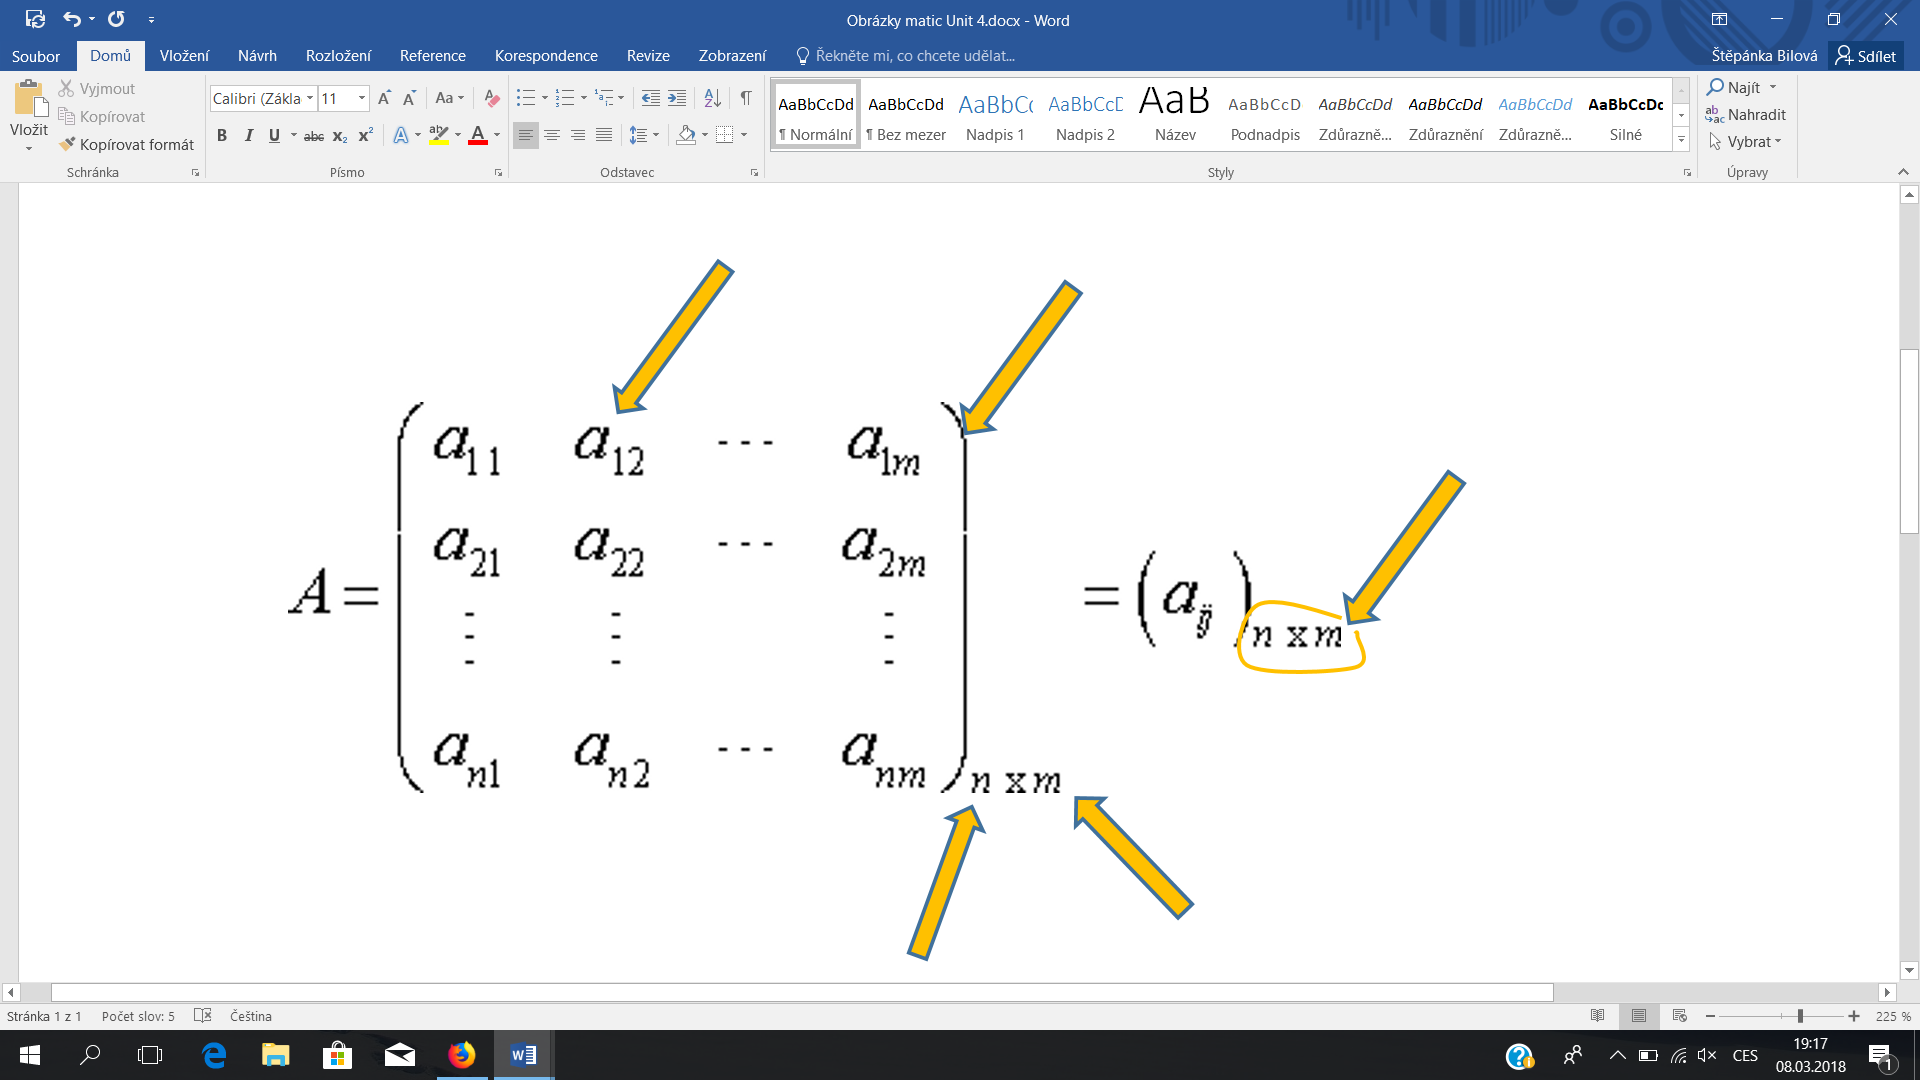 Obrázky matic Unit 4.docx - Word
Soubor Domů Vložení Návrh Rozložení Reference Korespondence Revize Zobrazení Řekněte mi, co chcete udělat... Štěpánka Bílová Sdílet
Vložit
Vyjmout
Kopírovat
Kopírovat formát
Schránka
Calibri (Zákla 11
Písmo
Odstavec
AaBbCcDd AaBbCcDd AaBbCc AaBbCcD AaB AaBbCcD AaBbCcDd AaBbCcDd AaBbCcDd AaBbCcDc
¶ Normální ¶ Bez mezer Nadpis 1 Nadpis 2 Název Podnadpis Zdůrazně... Zdůraznění Zdůrazně... Silné
Styly
Najít
Nahradit
Vybrat
Úpravy
a11 a12 --- a1m
a21 a22 --- a2m
A = = (aij) n x m
an1 an2 --- anm n x m
Stránka 1 z 1 Počet slov: 5 Čeština 225 %
CES 19:17
08.03.2018
1